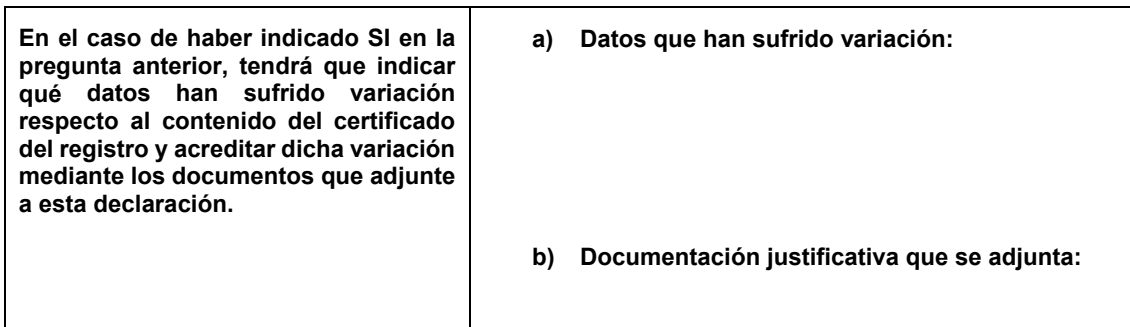 En el caso de haber indicado SI en la
pregunta anterior, tendrá que indicar
qué datos han sufrido variación
respecto al contenido del certificado
del registro y acreditar dicha variación
mediante los documentos que adjunte
a esta declaración.
a) Datos que han sufrido variación:
b) Documentación justificativa que se adjunta: